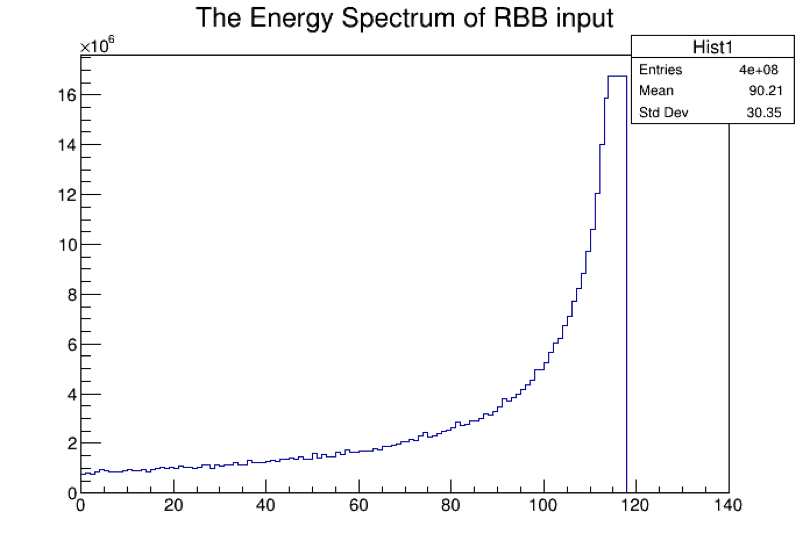 The Energy Spectrum of RBB input
×10⁶
Hist1
Entries 4e+08
Mean 90.21
Std Dev 30.35
16
14
12
10
8
6
4
2
0
0 20 40 60 80 100 120 140